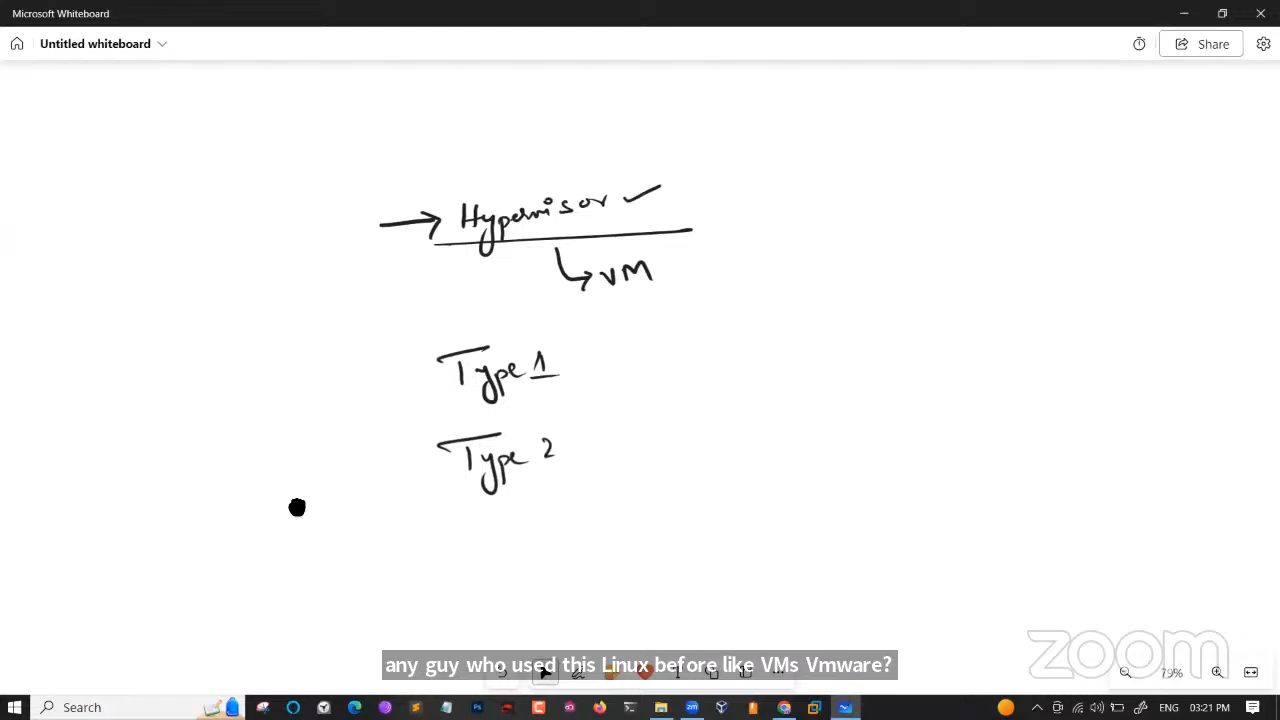 Microsoft Whiteboard
Untitled whiteboard
Share
→ Hypervisor ✓
↳ VM
Type 1
Type 2
any guy who used this Linux before like VMs Vmware?
zoom
79%
Search
ENG
03:21 PM